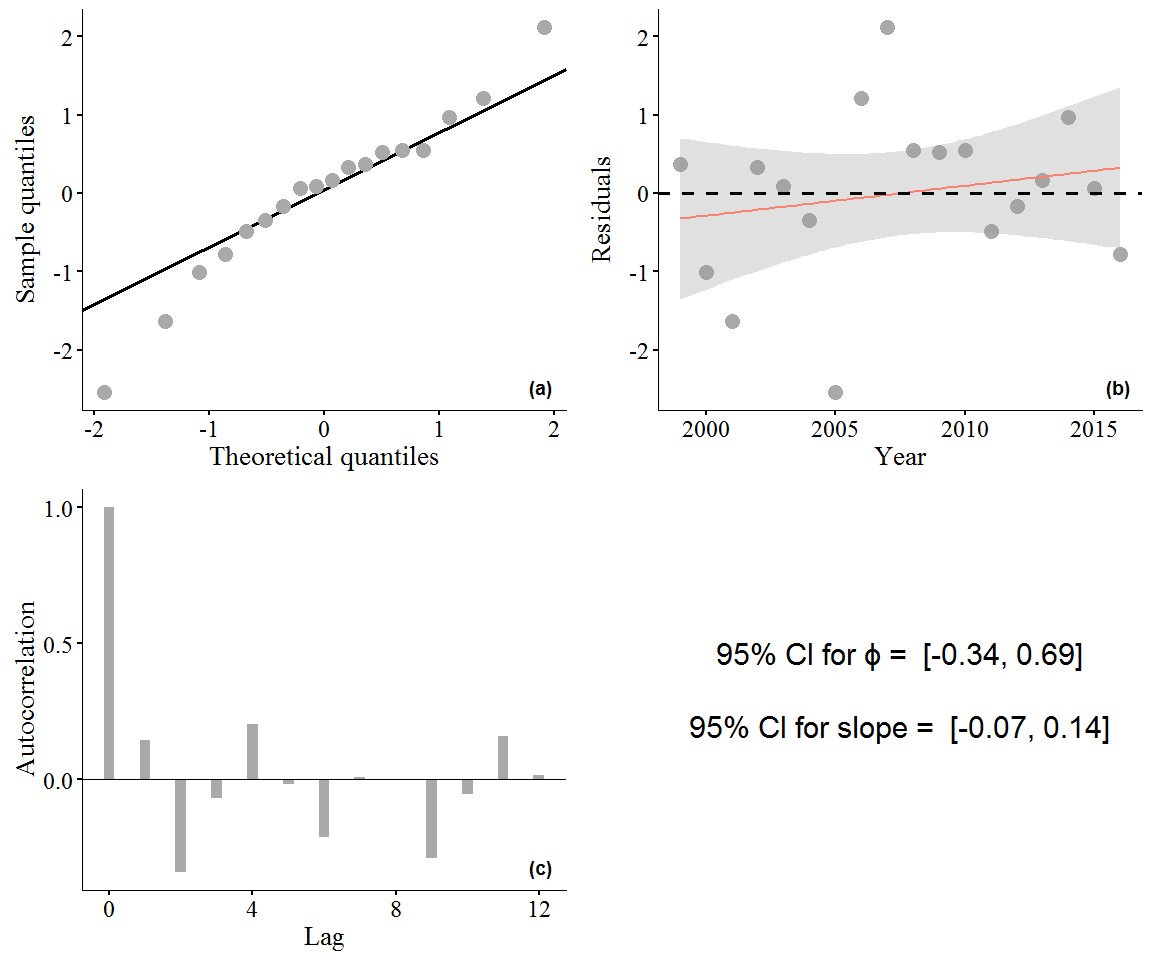 2
1
0
-1
-2
Sample quantiles
-2
-1
0
1
2
Theoretical quantiles
(a)
2
1
0
-1
-2
Residuals
2000
2005
2010
2015
Year
(b)
1.0
0.5
0.0
Autocorrelation
0
4
8
12
Lag
(c)
95% CI for ϕ = [-0.34, 0.69]
95% CI for slope = [-0.07, 0.14]